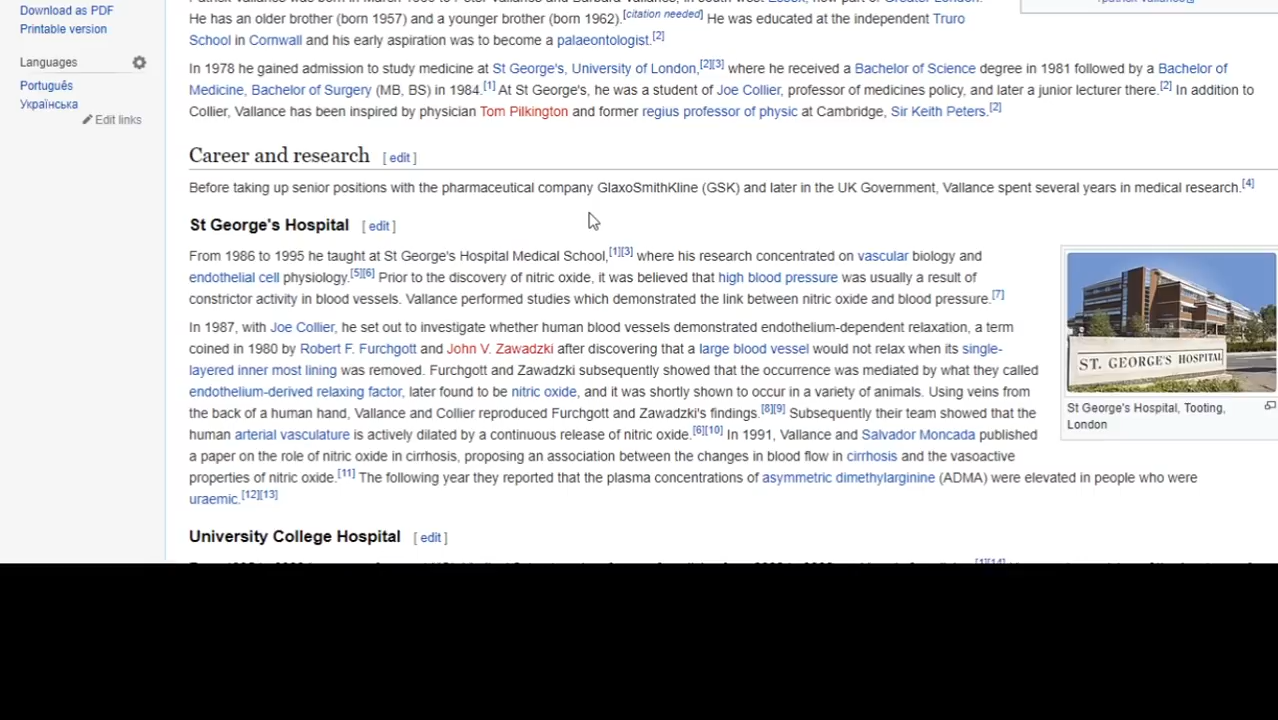 Download as PDF
Printable version
Languages
Português
Українська
Edit links
He has an older brother (born 1957) and a younger brother (born 1962).[citation needed] He was educated at the independent Truro
School in Cornwall and his early aspiration was to become a palaeontologist.[2]
In 1978 he gained admission to study medicine at St George's, University of London,[2][3] where he received a Bachelor of Science degree in 1981 followed by a Bachelor of
Medicine, Bachelor of Surgery (MB, BS) in 1984.[1] At St George's, he was a student of Joe Collier, professor of medicines policy, and later a junior lecturer there.[2] In addition to
Collier, Vallance has been inspired by physician Tom Pilkington and former regius professor of physic at Cambridge, Sir Keith Peters.[2]
Career and research [ edit ]
Before taking up senior positions with the pharmaceutical company GlaxoSmithKline (GSK) and later in the UK Government, Vallance spent several years in medical research.[4]
St George's Hospital [ edit ]
From 1986 to 1995 he taught at St George's Hospital Medical School,[1][3] where his research concentrated on vascular biology and
endothelial cell physiology.[5][6] Prior to the discovery of nitric oxide, it was believed that high blood pressure was usually a result of
constrictor activity in blood vessels. Vallance performed studies which demonstrated the link between nitric oxide and blood pressure.[7]
In 1987, with Joe Collier, he set out to investigate whether human blood vessels demonstrated endothelium-dependent relaxation, a term
coined in 1980 by Robert F. Furchgott and John V. Zawadzki after discovering that a large blood vessel would not relax when its single-
layered inner most lining was removed. Furchgott and Zawadzki subsequently showed that the occurrence was mediated by what they called
endothelium-derived relaxing factor, later found to be nitric oxide, and it was shortly shown to occur in a variety of animals. Using veins from
the back of a human hand, Vallance and Collier reproduced Furchgott and Zawadzki's findings.[8][9] Subsequently their team showed that the
human arterial vasculature is actively dilated by a continuous release of nitric oxide.[6][10] In 1991, Vallance and Salvador Moncada published
a paper on the role of nitric oxide in cirrhosis, proposing an association between the changes in blood flow in cirrhosis and the vasoactive
properties of nitric oxide.[11] The following year they reported that the plasma concentrations of asymmetric dimethylarginine (ADMA) were elevated in people who were
uraemic.[12][13]
ST. GEORGE'S HOSPITAL
St George's Hospital, Tooting,
London
University College Hospital [ edit ]